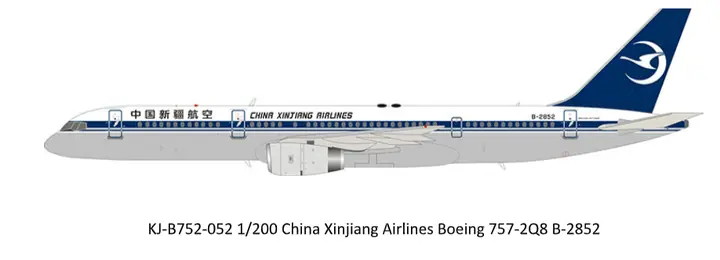 中国新疆航空 CHINA XINJIANG AIRLINES B-2852
KJ-B752-052 1/200 China Xinjiang Airlines Boeing 757-2Q8 B-2852